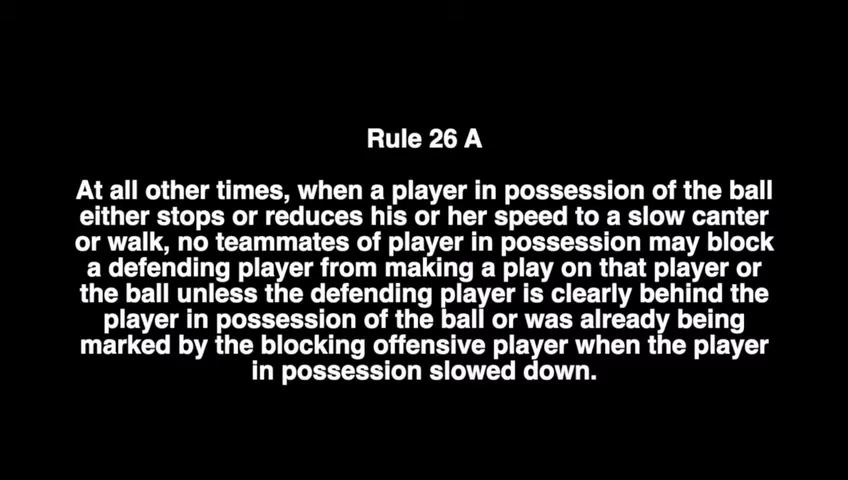 Rule 26 A
At all other times, when a player in possession of the ball
either stops or reduces his or her speed to a slow canter
or walk, no teammates of player in possession may block
a defending player from making a play on that player or
the ball unless the defending player is clearly behind the
player in possession of the ball or was already being
marked by the blocking offensive player when the player
in possession slowed down.